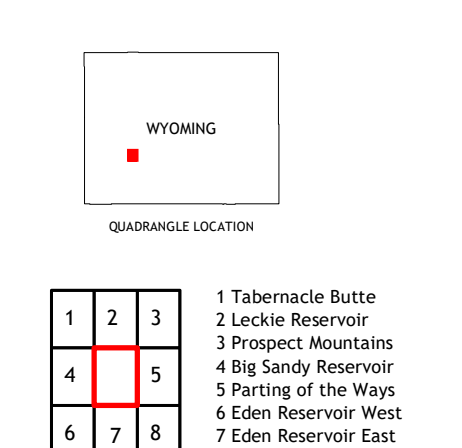 WYOMING
QUADRANGLE LOCATION
1 2 3
4 5
6 7 8
1 Tabernacle Butte
2 Leckie Reservoir
3 Prospect Mountains
4 Big Sandy Reservoir
5 Parting of the Ways
6 Eden Reservoir West
7 Eden Reservoir East